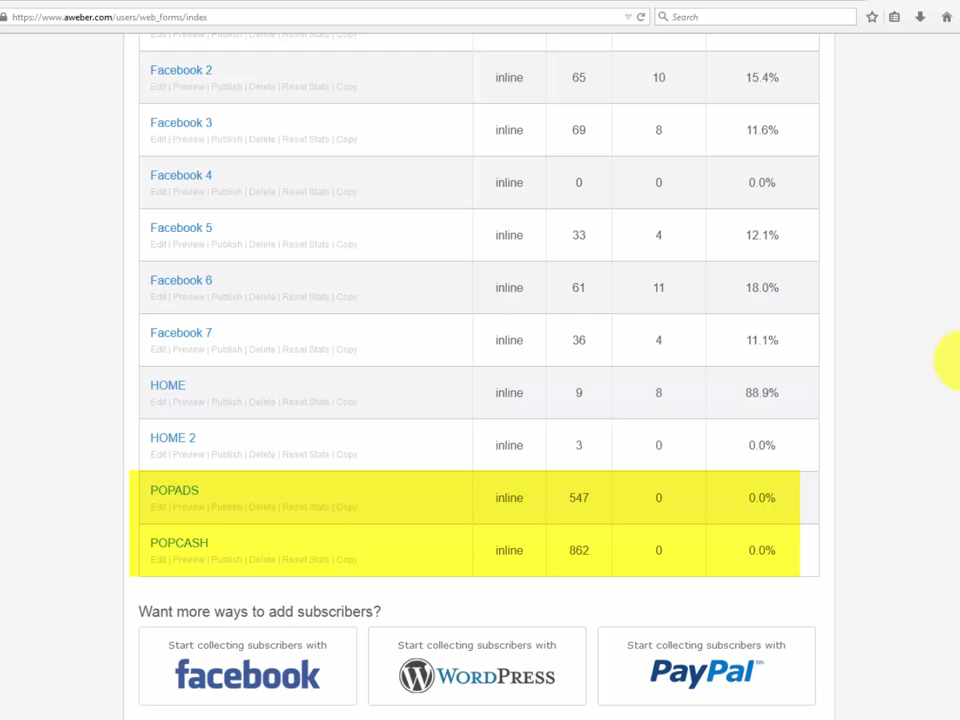 https://www.aweber.com/users/web_forms/index
Search
Edit | Preview | Publish | Delete | Reset Stats | Copy
Facebook 2
Edit | Preview | Publish | Delete | Reset Stats | Copy
inline 65 10 15.4%
Facebook 3
Edit | Preview | Publish | Delete | Reset Stats | Copy
inline 69 8 11.6%
Facebook 4
Edit | Preview | Publish | Delete | Reset Stats | Copy
inline 0 0 0.0%
Facebook 5
Edit | Preview | Publish | Delete | Reset Stats | Copy
inline 33 4 12.1%
Facebook 6
Edit | Preview | Publish | Delete | Reset Stats | Copy
inline 61 11 18.0%
Facebook 7
Edit | Preview | Publish | Delete | Reset Stats | Copy
inline 36 4 11.1%
HOME
Edit | Preview | Publish | Delete | Reset Stats | Copy
inline 9 8 88.9%
HOME 2
Edit | Preview | Publish | Delete | Reset Stats | Copy
inline 3 0 0.0%
POPADS
Edit | Preview | Publish | Delete | Reset Stats | Copy
inline 547 0 0.0%
POPCASH
Edit | Preview | Publish | Delete | Reset Stats | Copy
inline 862 0 0.0%
Want more ways to add subscribers?
Start collecting subscribers with
facebook
Start collecting subscribers with
WORDPRESS
Start collecting subscribers with
PayPal™